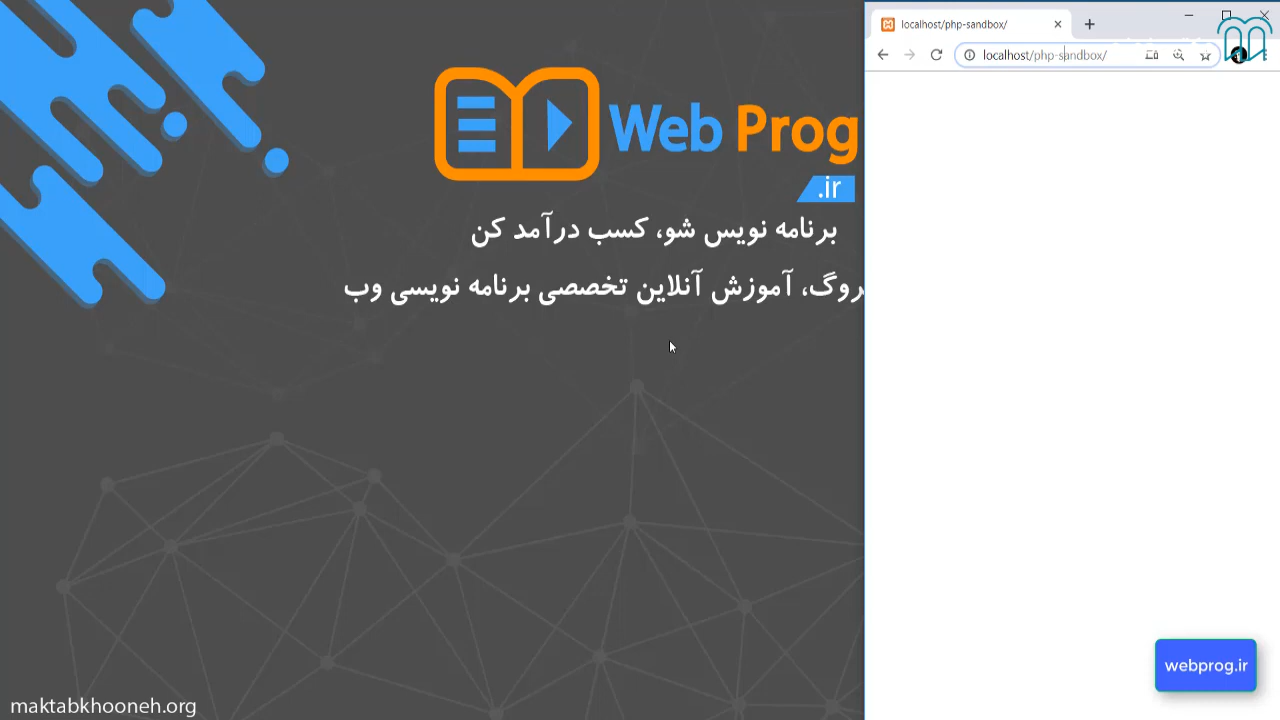 localhost/php-sandbox/
localhost/php-sandbox/
Web Prog
.ir
برنامه نویس شو، کسب درآمد کن
روگ، آموزش آنلاین تخصصی برنامه نویسی وب
webprog.ir
maktabkhooneh.org